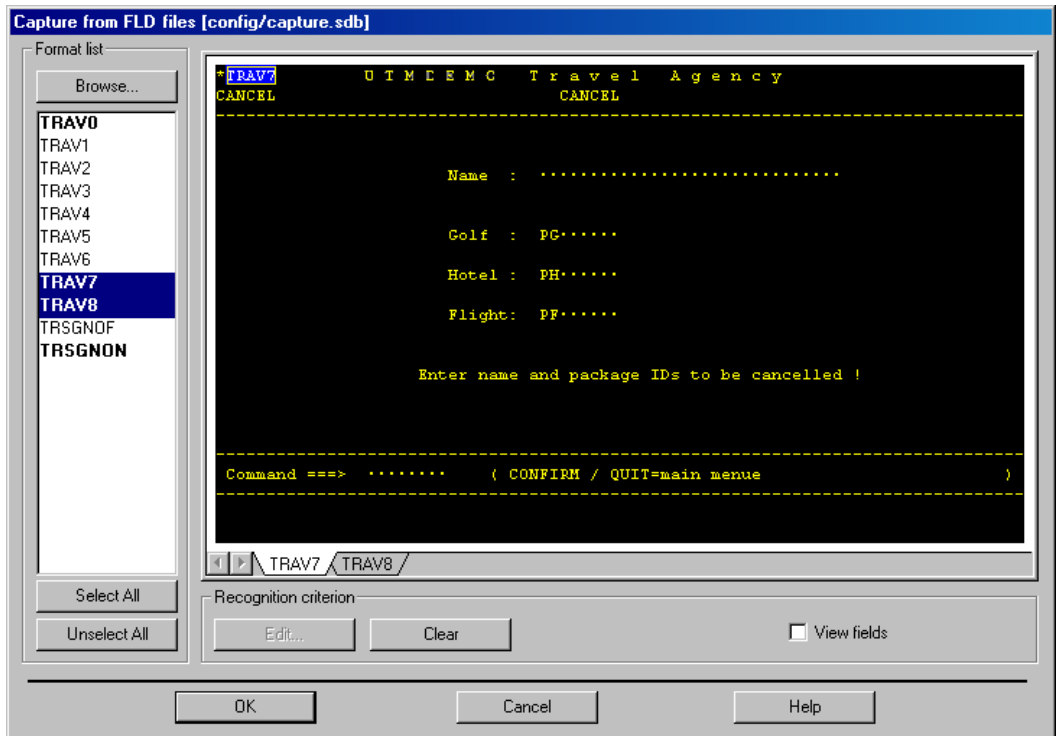 Capture from FLD files [config/capture.sdb]
Format list
Browse...
TRAV0
TRAV1
TRAV2
TRAV3
TRAV4
TRAV5
TRAV6
TRAV7
TRAV8
TRSGNOF
TRSGNON
Select All
Unselect All
*TRAV7 U T M D E M O T r a v e l A g e n c y
CANCEL CANCEL
Name : ······························
Golf : PG······
Hotel : PH······
Flight: PF······
Enter name and package IDs to be cancelled !
Command ===> ········ ( CONFIRM / QUIT=main menue )
TRAV7 TRAV8
Recognition criterion
Edit... Clear View fields
OK Cancel Help